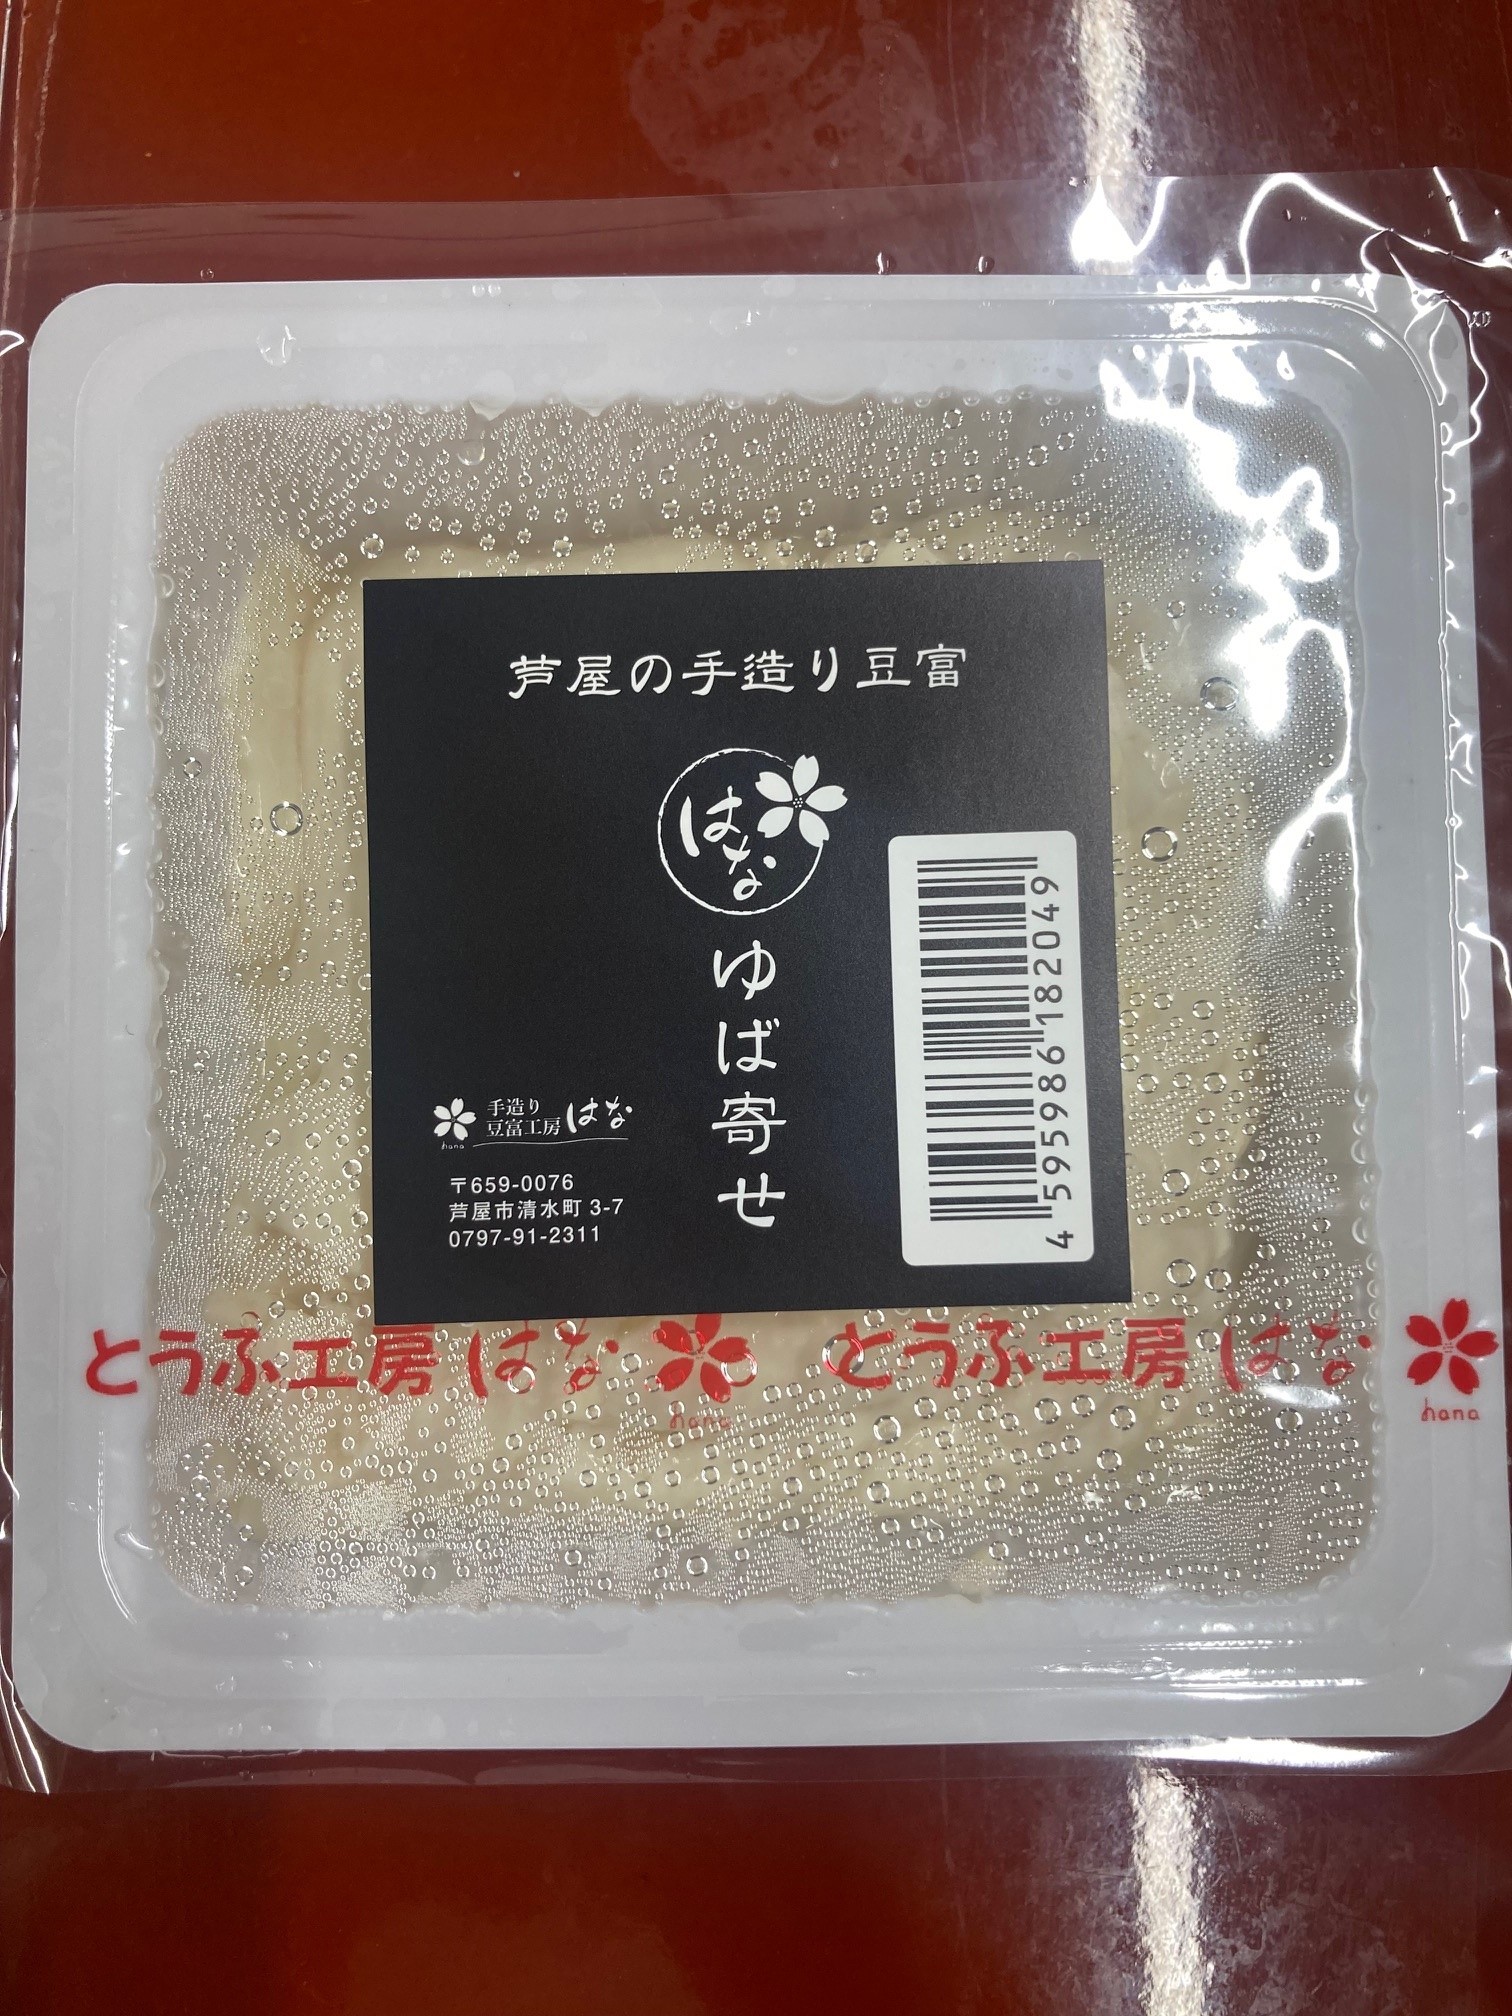 芦屋の手造り豆富
はな
ゆば寄せ
4 595986 182049
手造り
豆富工房 はな
hana
〒659-0076
芦屋市清水町 3-7
0797-91-2311
とうふ工房 はな hana とうふ工房 はな hana